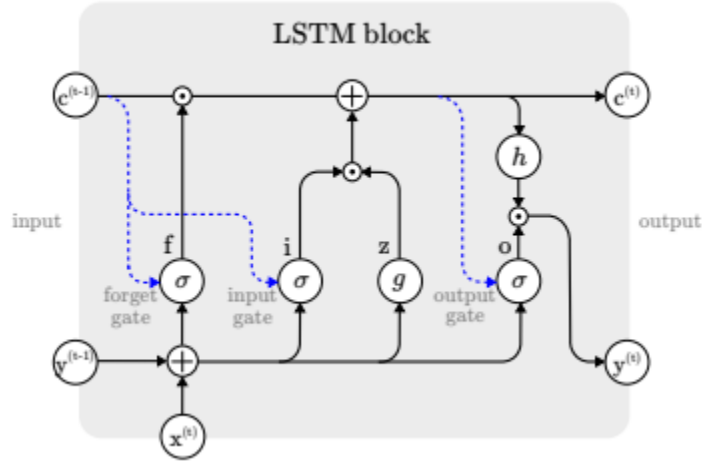 LSTM block
c⁽ᵗ⁻¹⁾
c⁽ᵗ⁾
h
input
output
f
i
z
o
σ
σ
g
σ
forget
gate
input
gate
output
gate
y⁽ᵗ⁻¹⁾
y⁽ᵗ⁾
x⁽ᵗ⁾